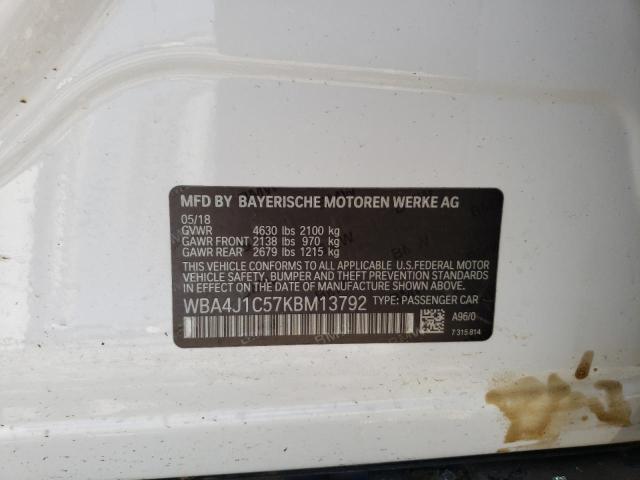 MFD BY BAYERISCHE MOTOREN WERKE AG
05/18
GVWR 4630 lbs 2100 kg
GAWR FRONT 2138 lbs 970 kg
GAWR REAR 2679 lbs 1215 kg
THIS VEHICLE CONFORMS TO ALL APPLICABLE U.S.FEDERAL MOTOR
VEHICLE SAFETY, BUMPER AND THEFT PREVENTION STANDARDS
IN EFFECT ON THE DATE OF MANUFACTURE SHOWN ABOVE.
WBA4J1C57KBM13792 TYPE: PASSENGER CAR
A96/0
7 315 814